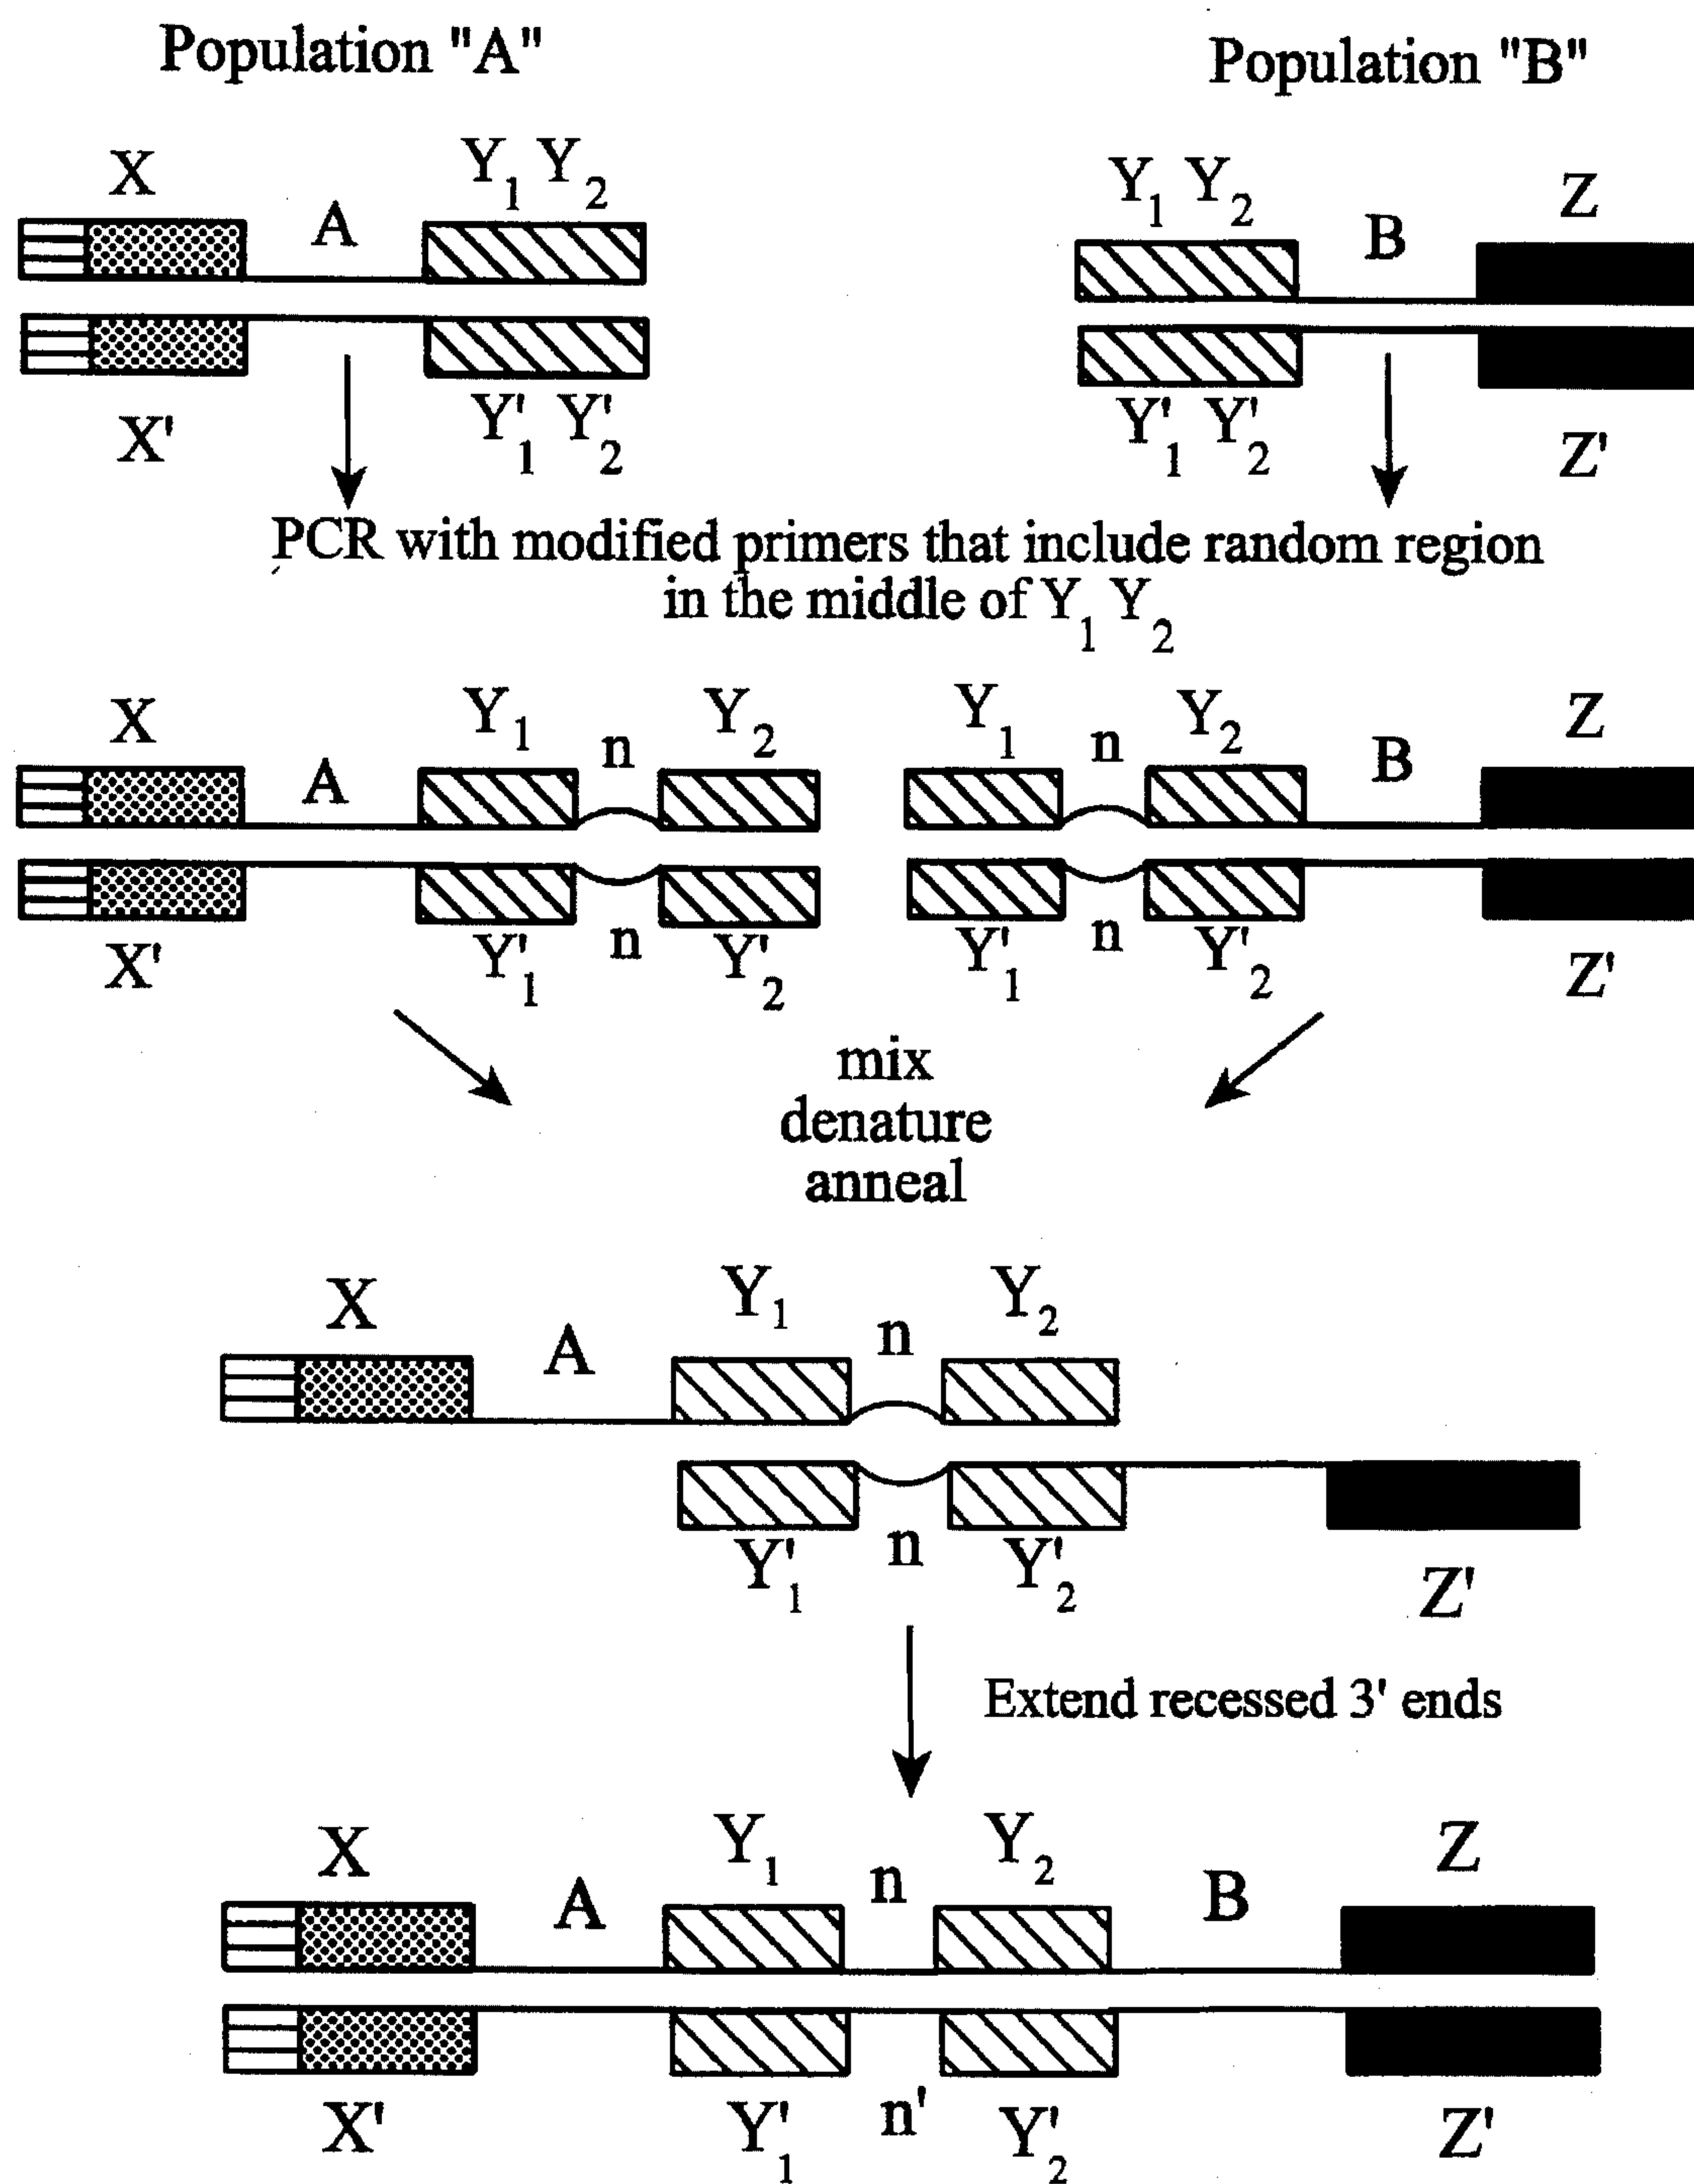 Population "A"
Population "B"
X A Y₁ Y₂
Y₁ Y₂ B Z
X' Y'₁ Y'₂
Y'₁ Y'₂ Z'
PCR with modified primers that include random region
in the middle of Y₁ Y₂
X A Y₁ n Y₂
Y₁ n Y₂ B Z
X' Y'₁ n Y'₂
Y'₁ n Y'₂ Z'
mix
denature
anneal
X A Y₁ n Y₂
Y'₁ n Y'₂ Z'
Extend recessed 3' ends
X A Y₁ n Y₂ B Z
X' Y'₁ n' Y'₂ Z'